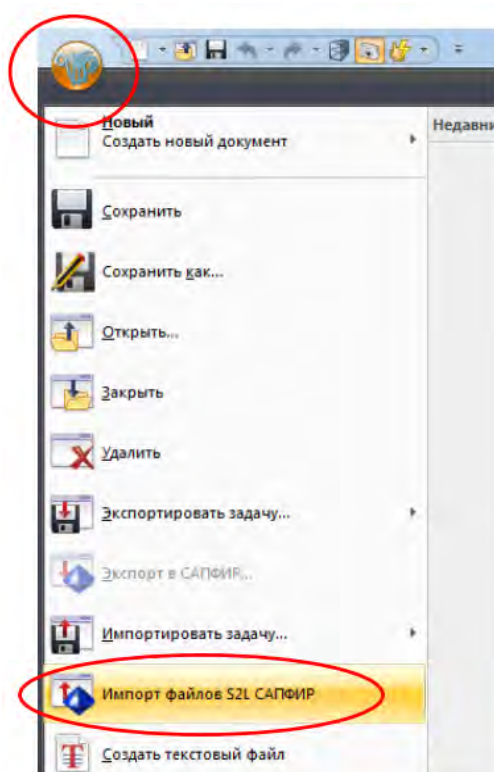 Новый
Создать новый документ
Недавни
Сохранить
Сохранить как...
Открыть...
Закрыть
Удалить
Экспортировать задачу...
Экспорт в САПФИР...
Импортировать задачу...
Импорт файлов S2L САПФИР
Создать текстовый файл